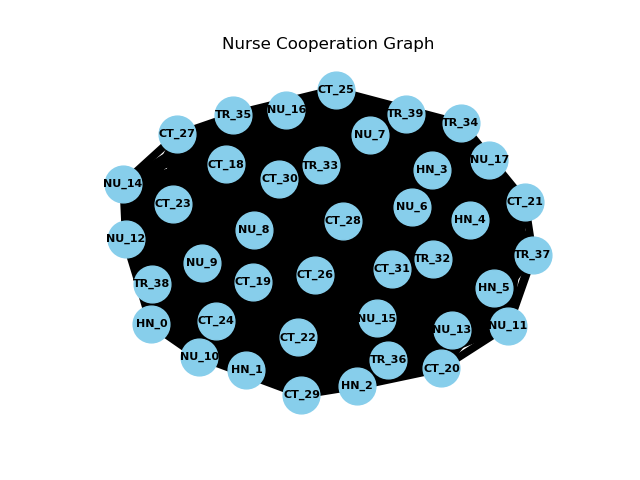 Nurse Cooperation Graph
CT_25
NU_16
TR_39
TR_35
TR_34
CT_27
NU_7
NU_17
CT_18
TR_33
HN_3
CT_30
NU_14
CT_21
CT_23
NU_6
HN_4
CT_28
NU_8
NU_12
TR_37
TR_32
NU_9
CT_31
CT_26
CT_19
TR_38
HN_5
NU_15
CT_24
HN_0
NU_11
NU_13
CT_22
NU_10
TR_36
CT_20
HN_1
HN_2
CT_29